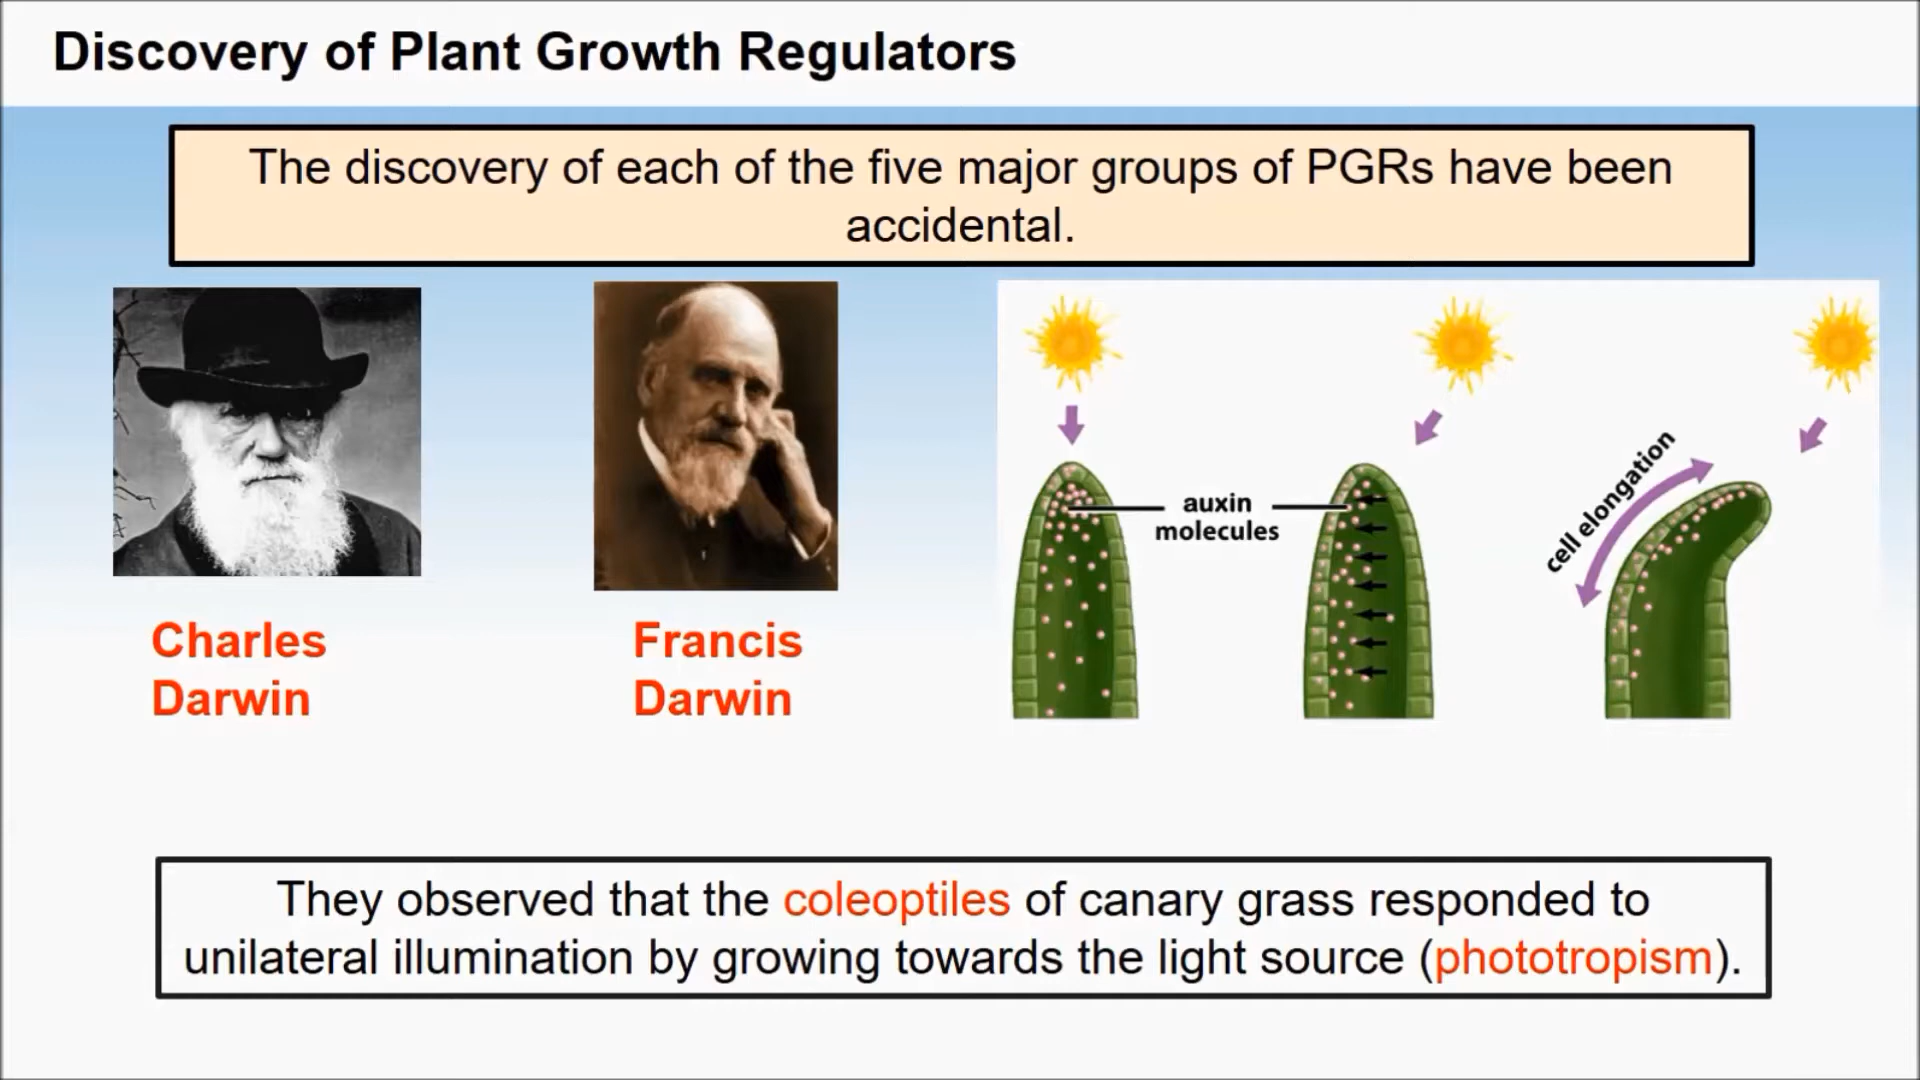 Discovery of Plant Growth Regulators
The discovery of each of the five major groups of PGRs have been
accidental.
Charles
Darwin
Francis
Darwin
auxin
molecules
cell elongation
They observed that the coleoptiles of canary grass responded to
unilateral illumination by growing towards the light source (phototropism).